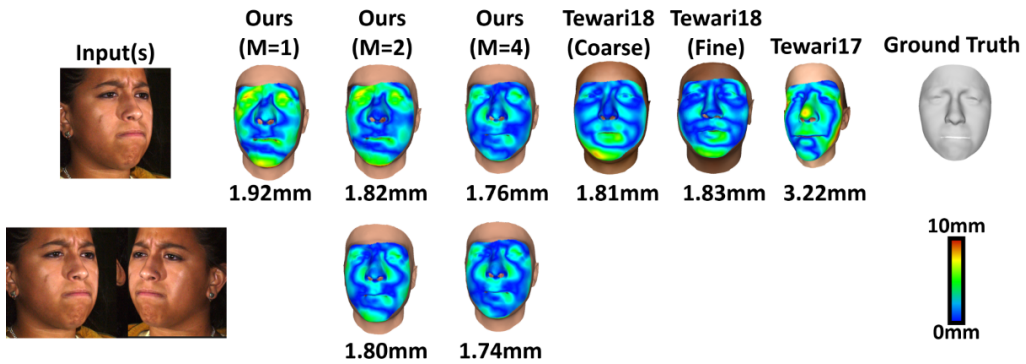 Input(s)
Ours
(M=1)
Ours
(M=2)
Ours
(M=4)
Tewari18
(Coarse)
Tewari18
(Fine)
Tewari17
Ground Truth
1.92mm
1.82mm
1.76mm
1.81mm
1.83mm
3.22mm
10mm
0mm
1.80mm
1.74mm